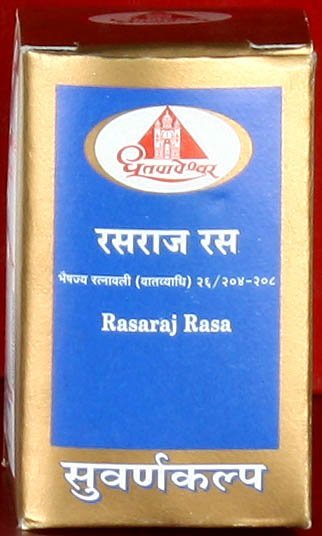 धूतपापेश्वर
रसराज रस
भैषज्य रत्नावली (वातव्याधि) २६/२०४-२०८
Rasaraj Rasa
सुवर्णकल्प